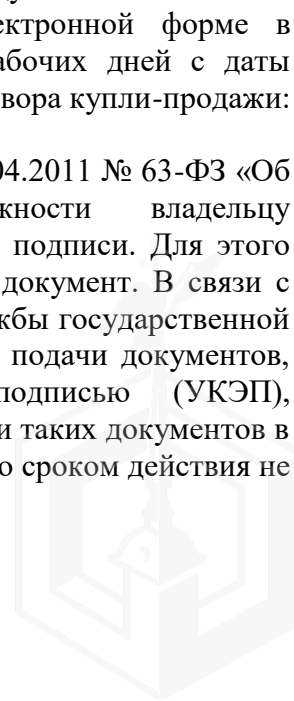 ектронной форме в
абочих дней с даты
вора купли-продажи:
04.2011 № 63-ФЗ «Об
жности владельцу
подписи. Для этого
документ. В связи с
жбы государственной
подачи документов,
подписью (УКЭП),
и таких документов в
о сроком действия не